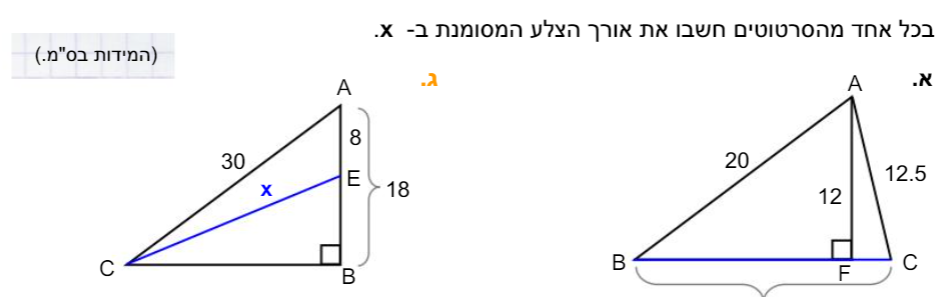 בכל אחד מהסרטוטים חשבו את אורך הצלע המסומנת ב- x.
(המידות בס"מ.)
א.
A
20
12
12.5
B
F
C
ג.
A
8
30
x
E
18
C
B